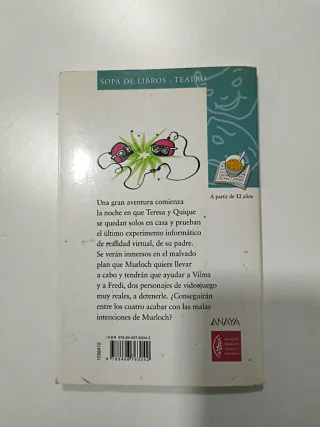 SOPA DE LIBROS · TEATRO
A partir de 12 años
Una gran aventura comienza
la noche en que Teresa y Quique
se quedan solos en casa y prueban
el último experimento informático
de realidad virtual, de su padre.
Se verán inmersos en el malvado
plan que Murloch quiere llevar
a cabo y tendrán que ayudar a Vilma
y a Fredi, dos personajes de videojuego
muy reales, a detenerle. ¿Conseguirán
entre los cuatro acabar con las malas
intenciones de Murloch?
ANAYA